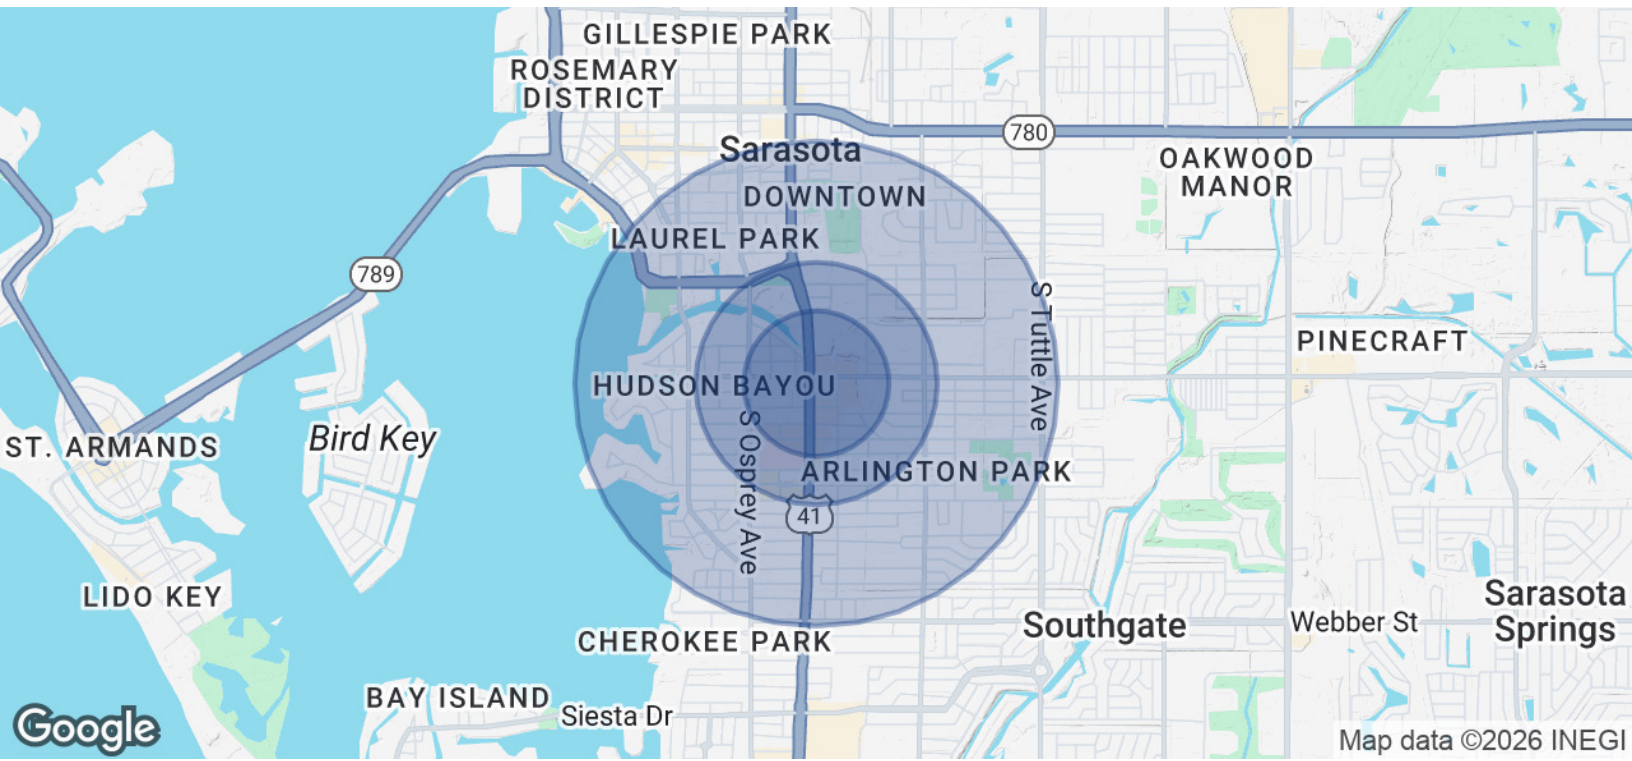 GILLESPIE PARK
ROSEMARY
DISTRICT
780
Sarasota
OAKWOOD
MANOR
DOWNTOWN
LAUREL PARK
789
S Tuttle Ave
PINECRAFT
HUDSON BAYOU
Bird Key
ST. ARMANDS
S Osprey Ave
ARLINGTON PARK
41
LIDO KEY
Sarasota
Springs
Southgate
Webber St
CHEROKEE PARK
BAY ISLAND
Siesta Dr
Google
Map data ©2026 INEGI